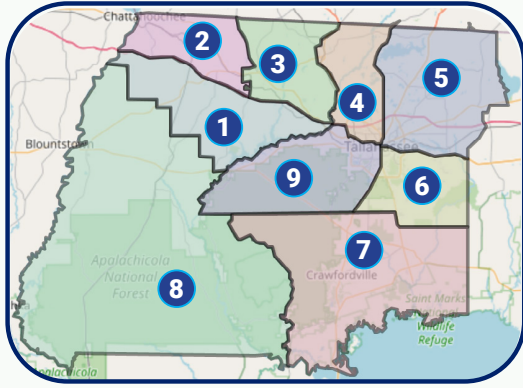 Chattahoochee
2
3
5
4
1
Blountstown
Tallahassee
9
6
7
Apalachicola
National
Forest
Crawfordville
8
Saint Marks
National
Wildlife
Refuge
Apalachicola